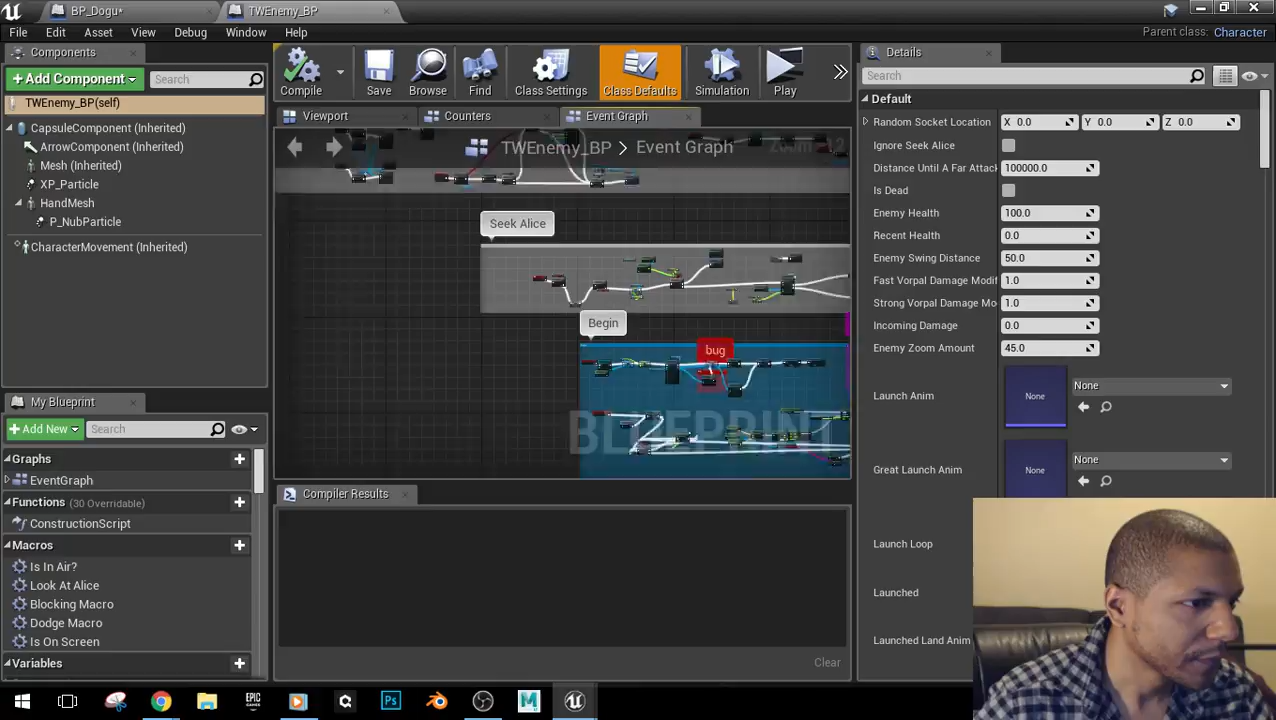 BP_Dogu*
TWEnemy_BP
File Edit Asset View Debug Window Help
Parent class: Character
Components
+ Add Component
Search
TWEnemy_BP(self)
CapsuleComponent (Inherited)
ArrowComponent (Inherited)
Mesh (Inherited)
XP_Particle
HandMesh
P_NubParticle
CharacterMovement (Inherited)
My Blueprint
+ Add New
Search
Graphs
EventGraph
Functions (30 Overridable)
ConstructionScript
Macros
Is In Air?
Look At Alice
Blocking Macro
Dodge Macro
Is On Screen
Variables
Compile
Save
Browse
Find
Class Settings
Class Defaults
Simulation
Play
Viewport
Counters
Event Graph
TWEnemy_BP > Event Graph
Zoom -12
Seek Alice
Begin
bug
BLUEPRINT
Compiler Results
Clear
Details
Search
Default
Random Socket Location X 0.0 Y 0.0 Z 0.0
Ignore Seek Alice
Distance Until A Far Attack 100000.0
Is Dead
Enemy Health 100.0
Recent Health 0.0
Enemy Swing Distance 50.0
Fast Vorpal Damage Modif 1.0
Strong Vorpal Damage Mo 1.0
Incoming Damage 0.0
Enemy Zoom Amount 45.0
Launch Anim None None
Great Launch Anim None None
Launch Loop
Launched
Launched Land Anim
EPIC GAMES
Ps
M